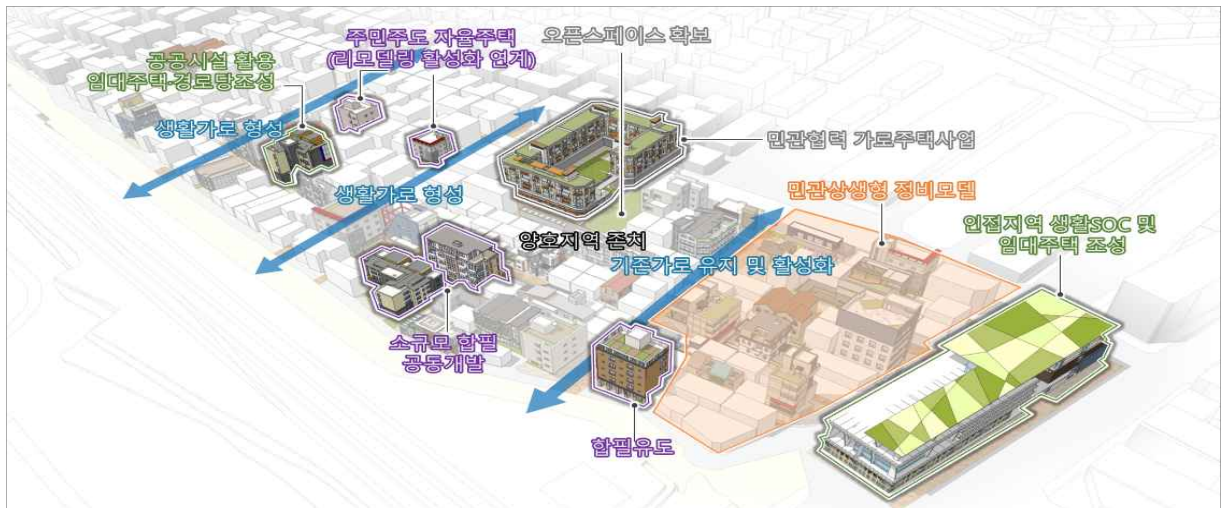 오픈스페이스 확보
주민주도 자율주택
(리모델링 활성화 연계)
공공시설 활용
임대주택·경로당조성
생활가로 형성
민관협력 가로주택사업
생활가로 형성
민관상생형 정비모델
인접지역 생활SOC 및
임대주택 조성
양호지역 존치
기존가로 유지 및 활성화
소규모 합필
공동개발
합필유도